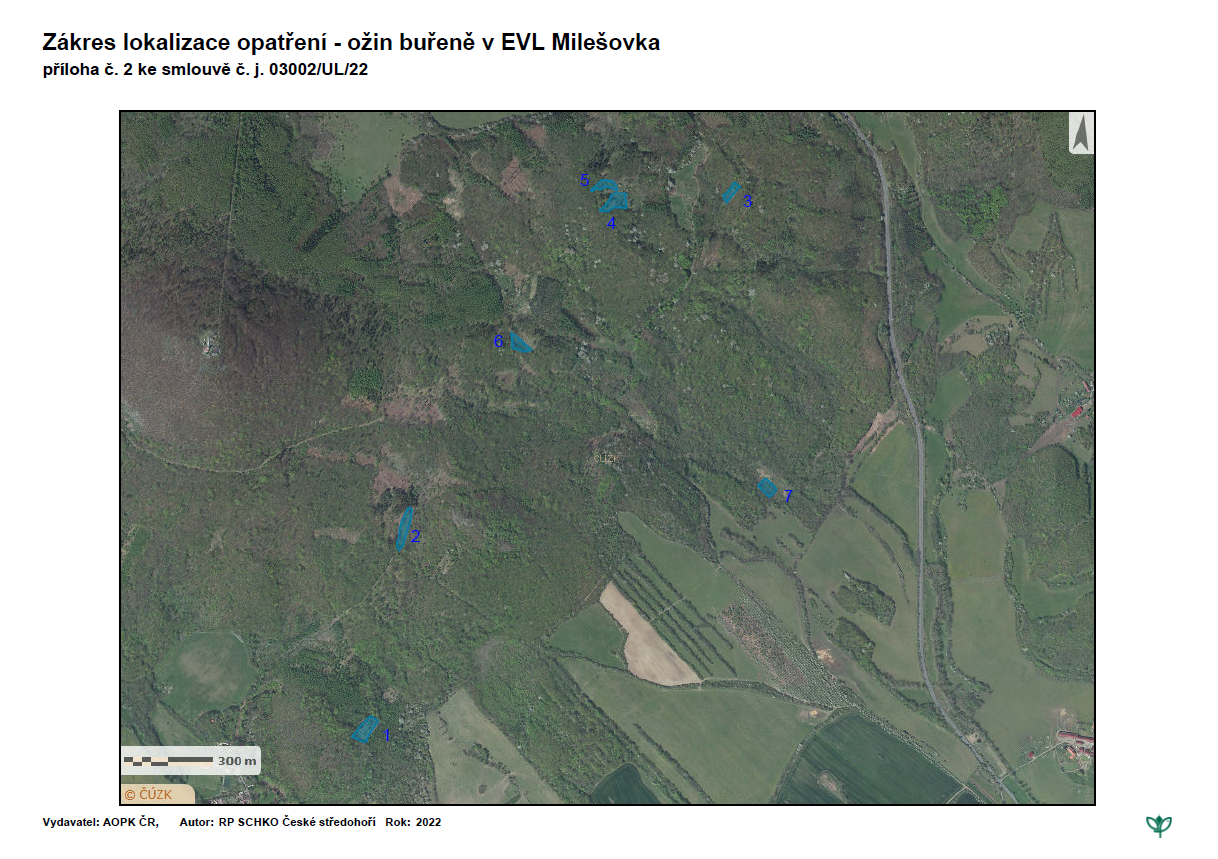 Zákres lokalizace opatření - ožin buřeně v EVL Milešovka
příloha č. 2 ke smlouvě č. j. 03002/UL/22
5
3
4
6
ČÚZK
7
2
1
300 m
© ČÚZK
Vydavatel: AOPK ČR, Autor: RP SCHKO České středohoří Rok: 2022